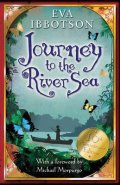 EVA
IBBOTSON
Journey
to the
River Sea
With a foreword by
Michael Morpurgo